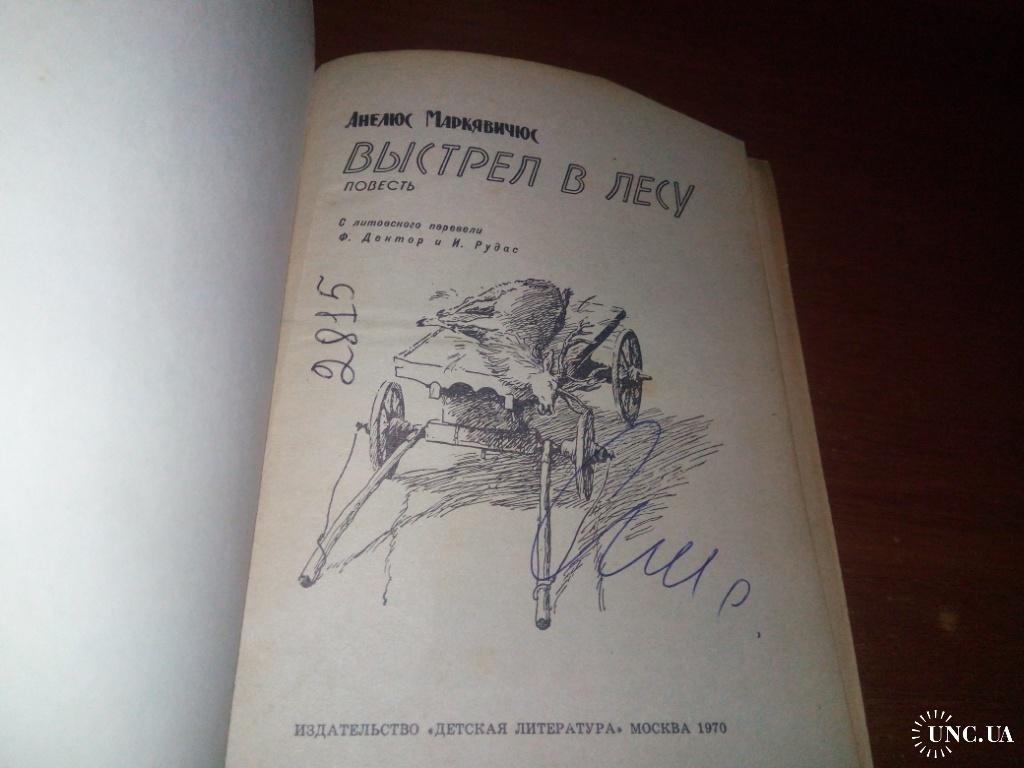 Анелюс Маркявичюс
ВЫСТРЕЛ В ЛЕСУ
ПОВЕСТЬ
С литовского перевели
Ф. Дектор и И. Рудас
2815
ИЗДАТЕЛЬСТВО «ДЕТСКАЯ ЛИТЕРАТУРА» МОСКВА 1970
UNC.UA